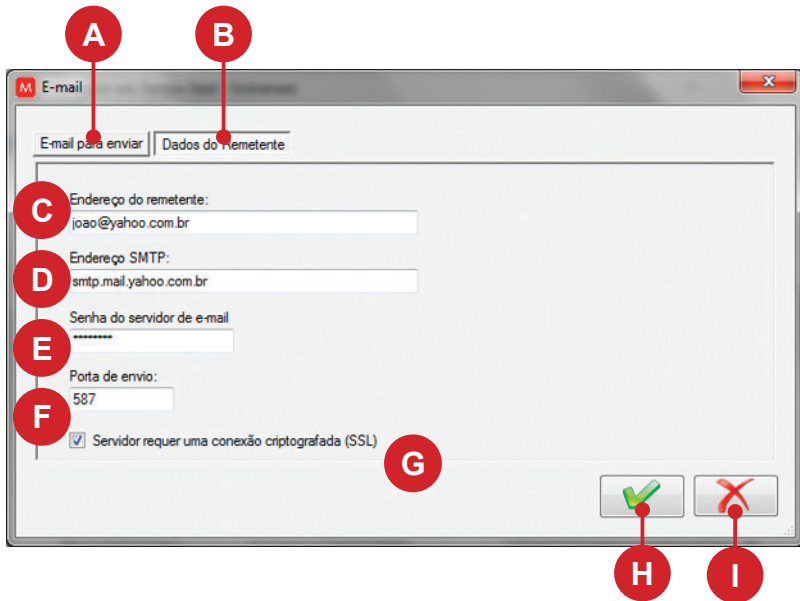 A B
M E-mail
E-mail para enviar Dados do Remetente
C
Endereço do remetente:
joao@yahoo.com.br
D
Endereço SMTP:
smtp.mail.yahoo.com.br
E
Senha do servidor de e-mail
********
F
Porta de envio:
587
Servidor requer uma conexão criptografada (SSL)
G
H I